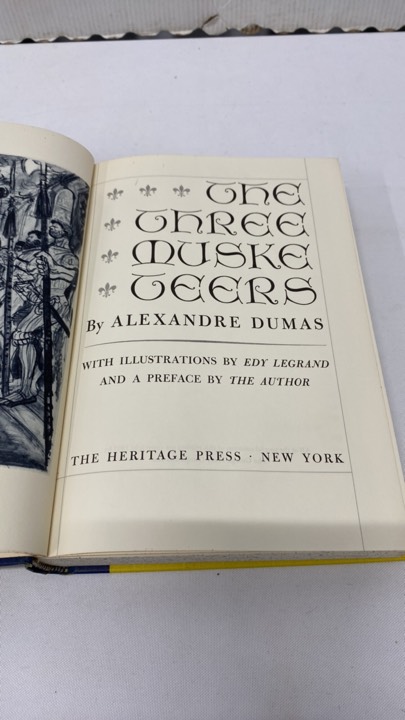 THE
THREE
MUSKE
TEERS
By ALEXANDRE DUMAS
WITH ILLUSTRATIONS BY EDY LEGRAND
AND A PREFACE BY THE AUTHOR
THE HERITAGE PRESS · NEW YORK